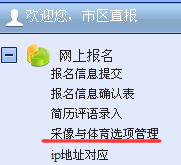 欢迎您，市区直报
网上报名
报名信息提交
报名信息确认表
简历评语录入
采像与体育选项管理
ip地址对应